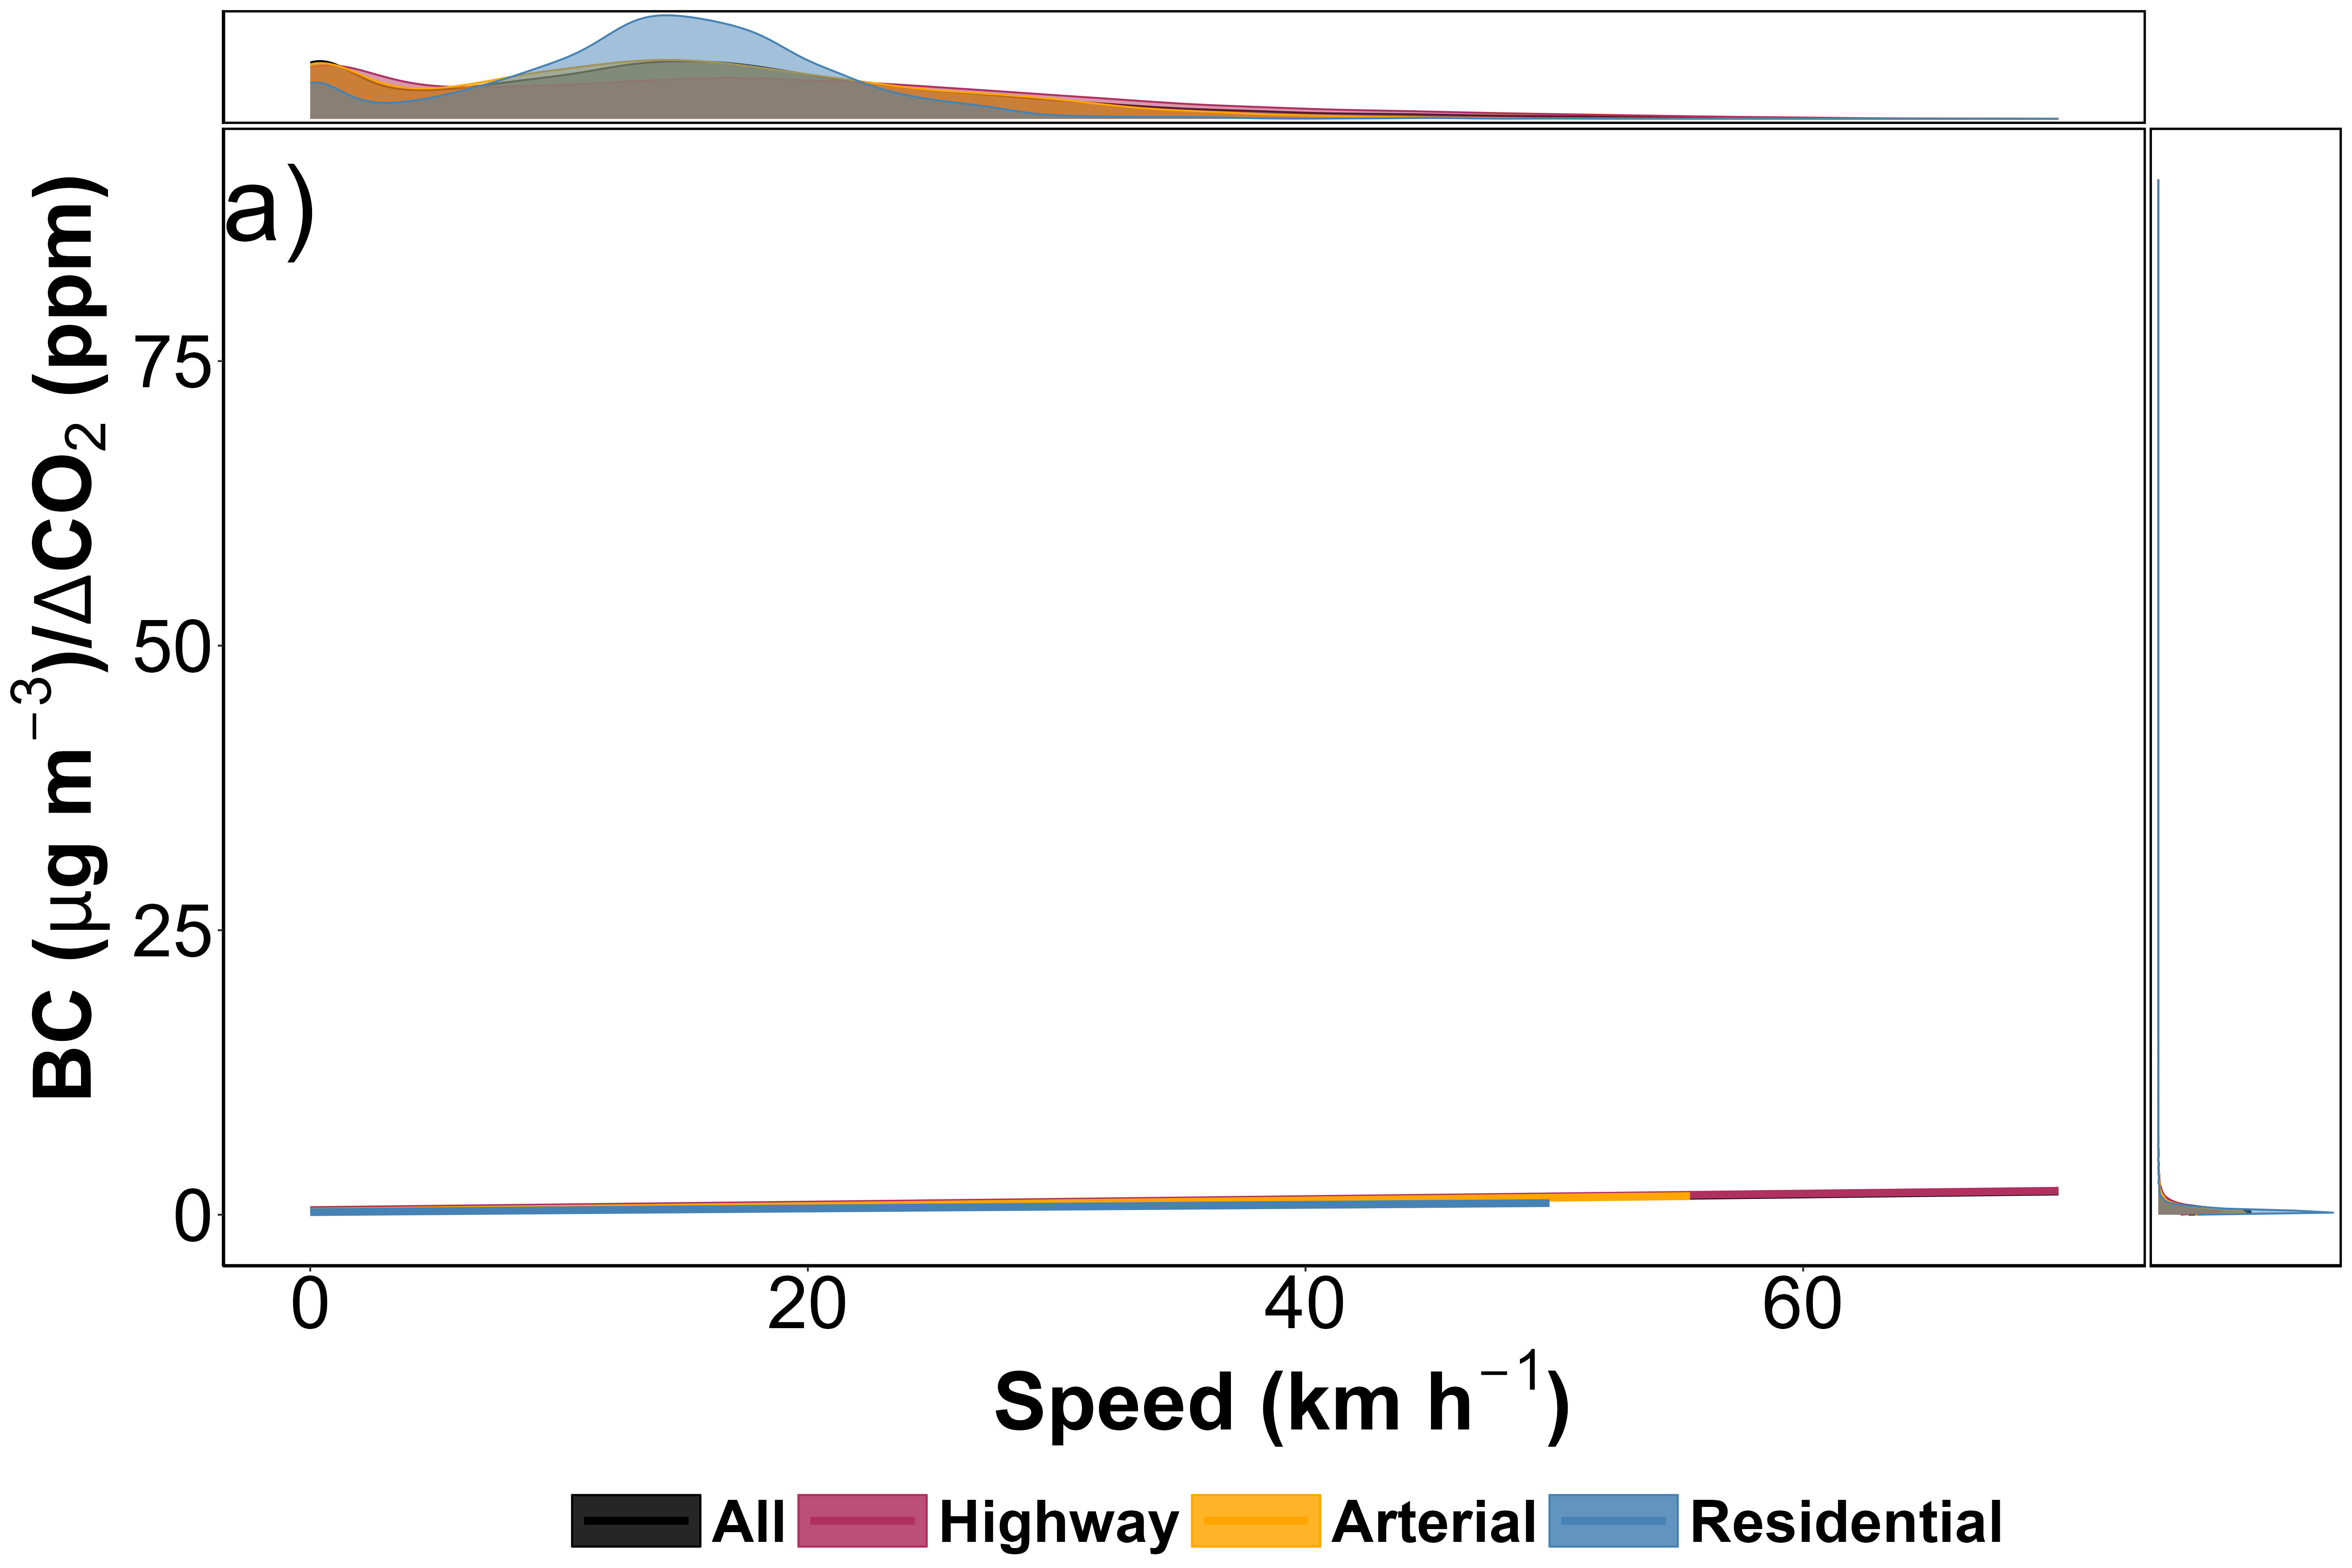 a)
BC (µg m⁻³)/ΔCO₂ (ppm)
75
50
25
0
0 20 40 60
Speed (km h⁻¹)
All Highway Arterial Residential